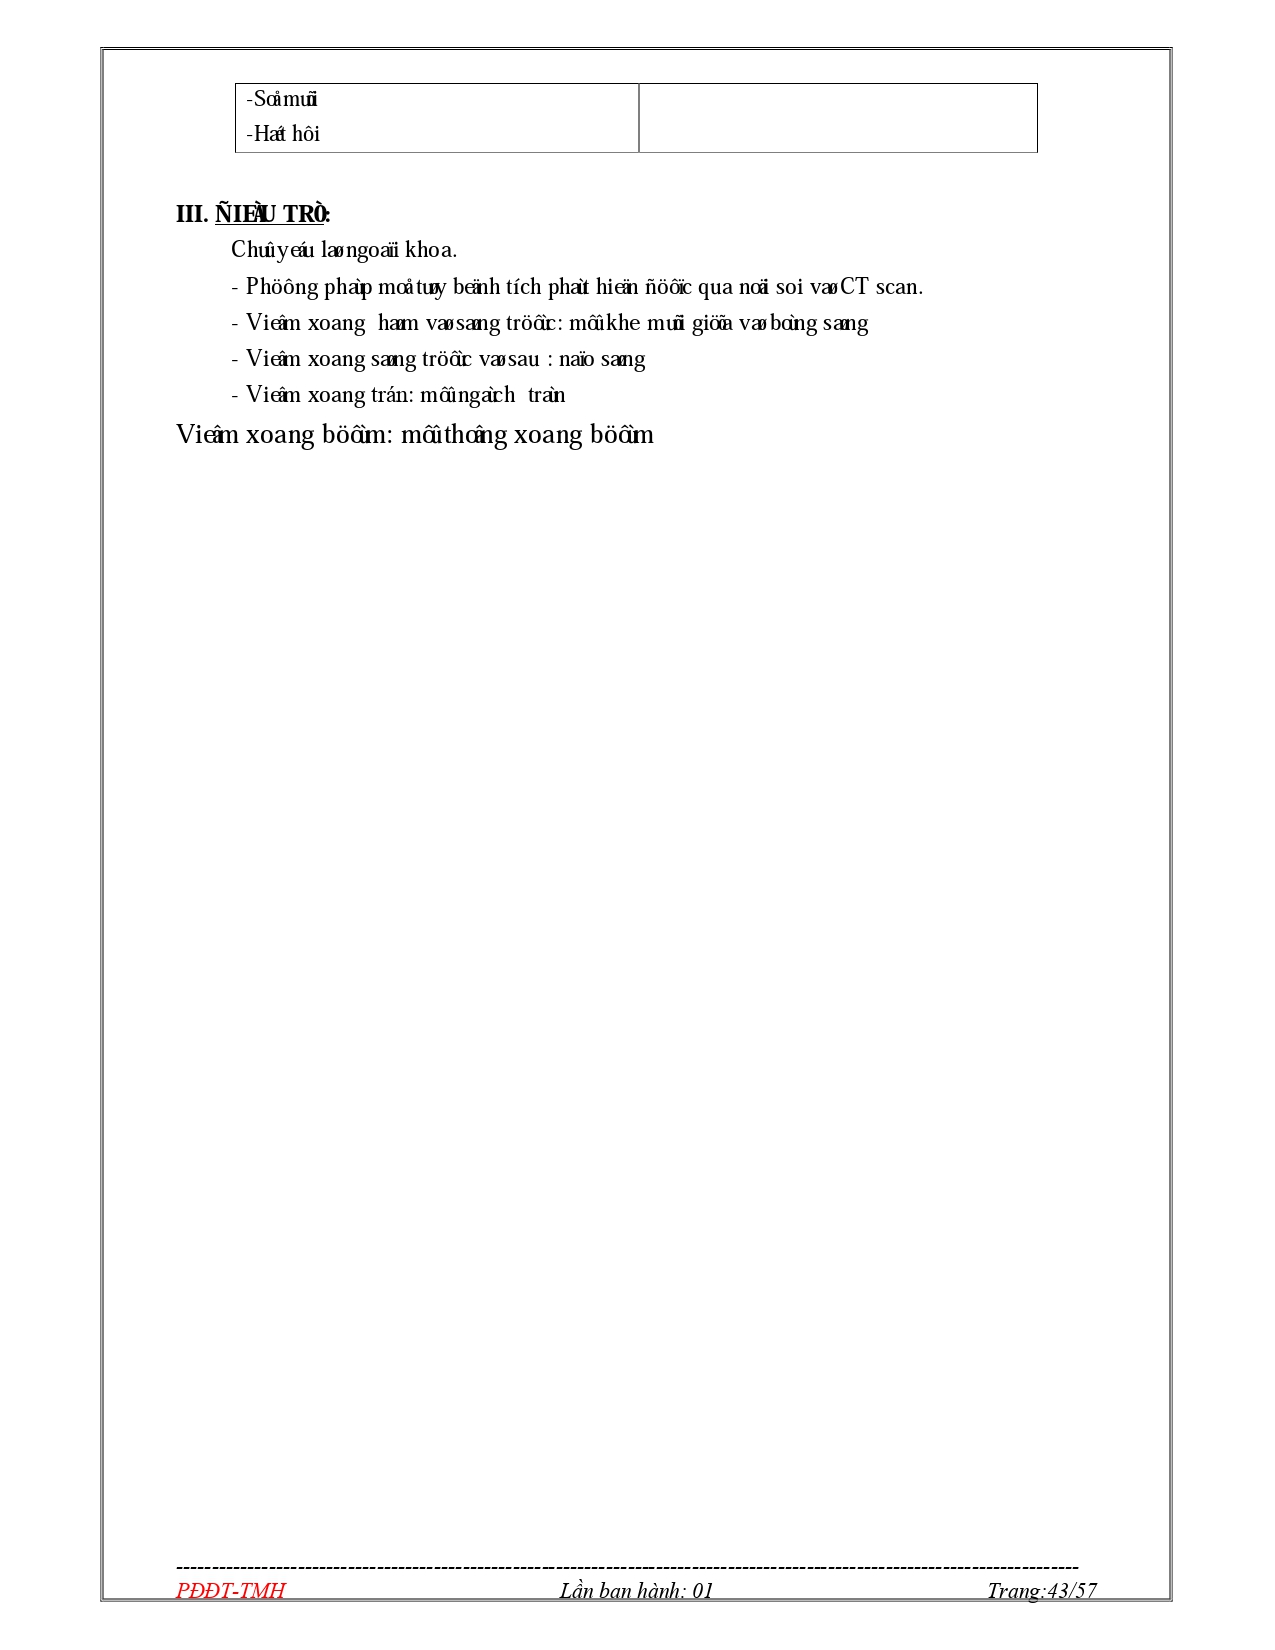 -Soå muõi
-Haét hôi
III. ÑIEÀU TRÒ:
Chuû yeáu laø ngoaïi khoa.
- Phöông phaùp moå tuøy beänh tích phaùt hieän ñöôïc qua noäi soi vaø CT scan.
- Vieâm xoang haøm vaø saøng tröôùc: môû khe muõi giöõa vaø boùng saøng
- Vieâm xoang saøng tröôùc vaø sau : naïo saøng
- Vieâm xoang trán: môû ngaùch traùn
Vieâm xoang böôùm: môû thoâng xoang böôùm
PĐĐT-TMH Lần ban hành: 01 Trang:43/57